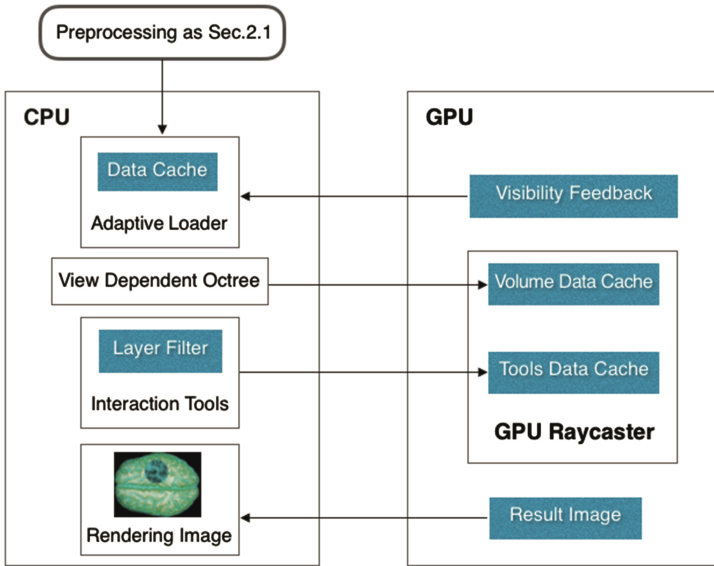 Preprocessing as Sec.2.1
CPU
Data Cache
Adaptive Loader
View Dependent Octree
Layer Filter
Interaction Tools
Rendering Image
GPU
Visibility Feedback
Volume Data Cache
Tools Data Cache
GPU Raycaster
Result Image